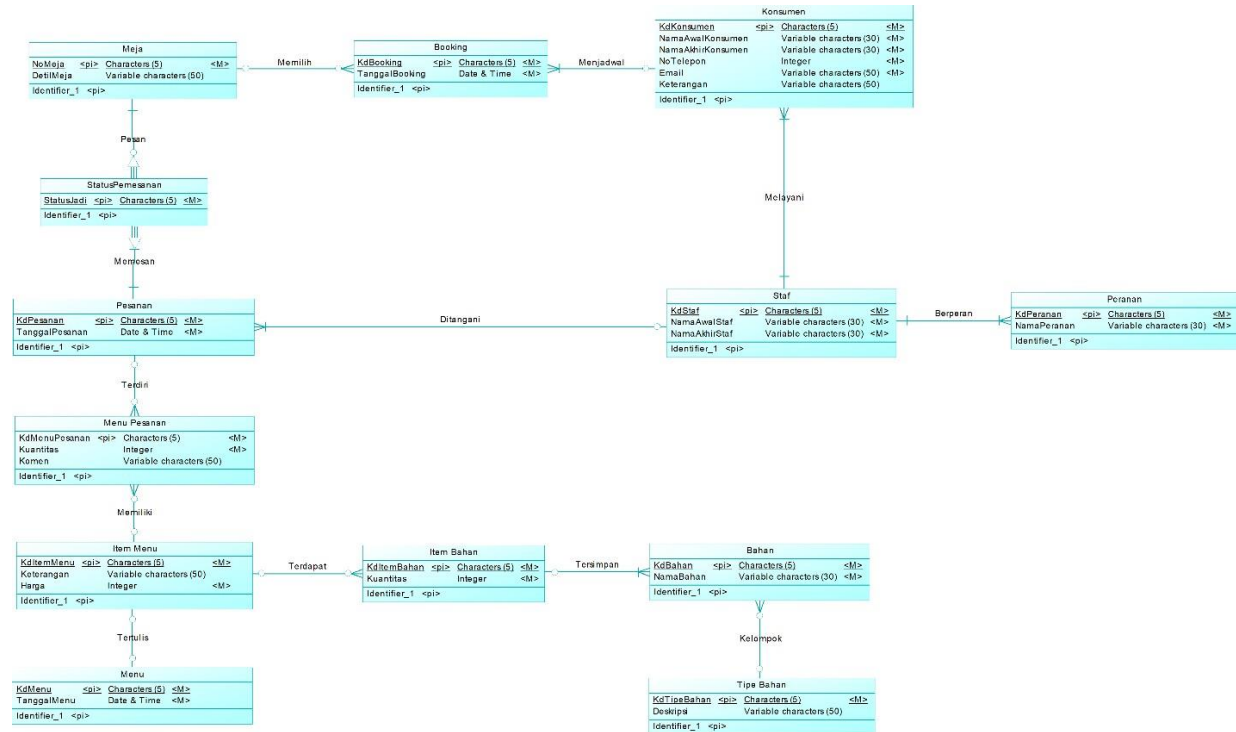 Konsumen
KdKonsumen <pi> Characters (5) <M>
NamaAwalKonsumen Variable characters (30) <M>
NamaAkhirKonsumen Variable characters (30) <M>
NoTelepon Integer <M>
Email Variable characters (50) <M>
Keterangan Variable characters (50)
Identifier_1 <pi>
Meja
NoMeja <pi> Characters (5) <M>
DetilMeja Variable characters (50)
Identifier_1 <pi>
Memilih
Booking
KdBooking <pi> Characters (5) <M>
TanggalBooking Date & Time <M>
Identifier_1 <pi>
Menjadwal
Pesan
StatusPemesanan
StatusJadi <pi> Characters (5) <M>
Identifier_1 <pi>
Melayani
Memesan
Pesanan
KdPesanan <pi> Characters (5) <M>
TanggalPesanan Date & Time <M>
Identifier_1 <pi>
Ditangani
Staf
KdStaf <pi> Characters (5) <M>
NamaAwalStaf Variable characters (30) <M>
NamaAkhirStaf Variable characters (30) <M>
Identifier_1 <pi>
Berperan
Peranan
KdPeranan <pi> Characters (5) <M>
NamaPeranan Variable characters (30) <M>
Identifier_1 <pi>
Terdiri
Menu Pesanan
KdMenuPesanan <pi> Characters (5) <M>
Kuantitas Integer <M>
Komen Variable characters (50)
Identifier_1 <pi>
Memiliki
Item Menu
KdItemMenu <pi> Characters (5) <M>
Keterangan Variable characters (50)
Harga Integer <M>
Identifier_1 <pi>
Terdapat
Item Bahan
KdItemBahan <pi> Characters (5) <M>
Kuantitas Integer <M>
Identifier_1 <pi>
Tersimpan
Bahan
KdBahan <pi> Characters (5) <M>
NamaBahan Variable characters (30) <M>
Identifier_1 <pi>
Tertulis
Kelompok
Menu
KdMenu <pi> Characters (5) <M>
TanggalMenu Date & Time <M>
Identifier_1 <pi>
Tipe Bahan
KdTipeBahan <pi> Characters (5) <M>
Deskripsi Variable characters (50)
Identifier_1 <pi>